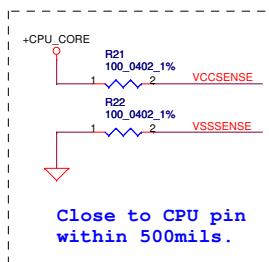 +CPU_CORE
R21
100_0402_1%
1 2 VCCSENSE
R22
100_0402_1%
1 2 VSSSENSE
Close to CPU pin
within 500mils.